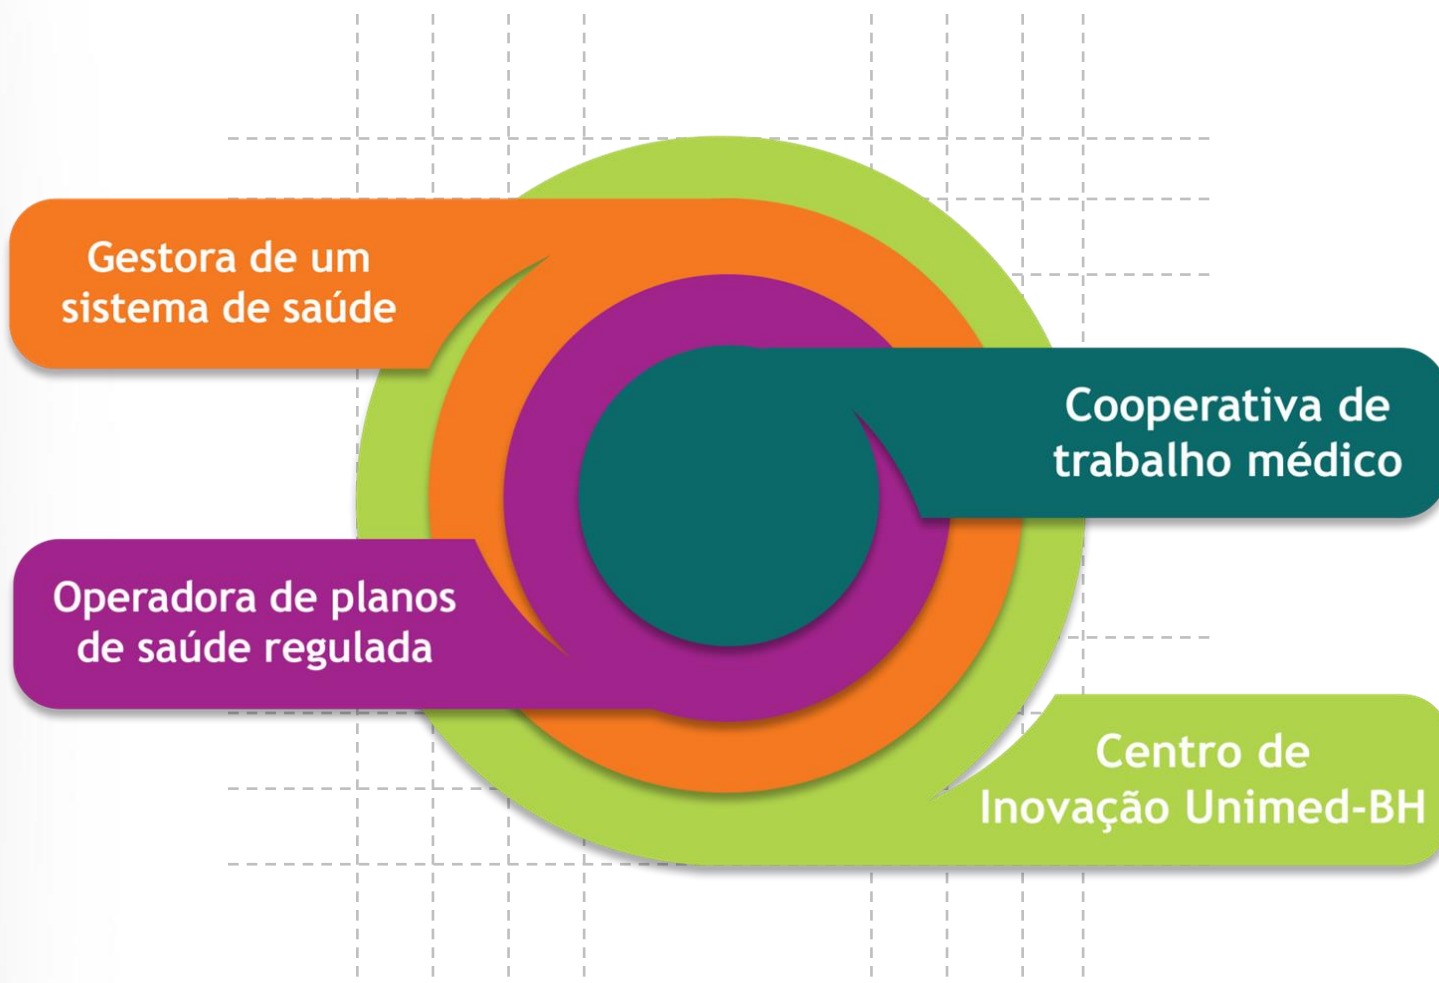 Gestora de um
sistema de saúde
Cooperativa de
trabalho médico
Operadora de planos
de saúde regulada
Centro de
Inovação Unimed-BH